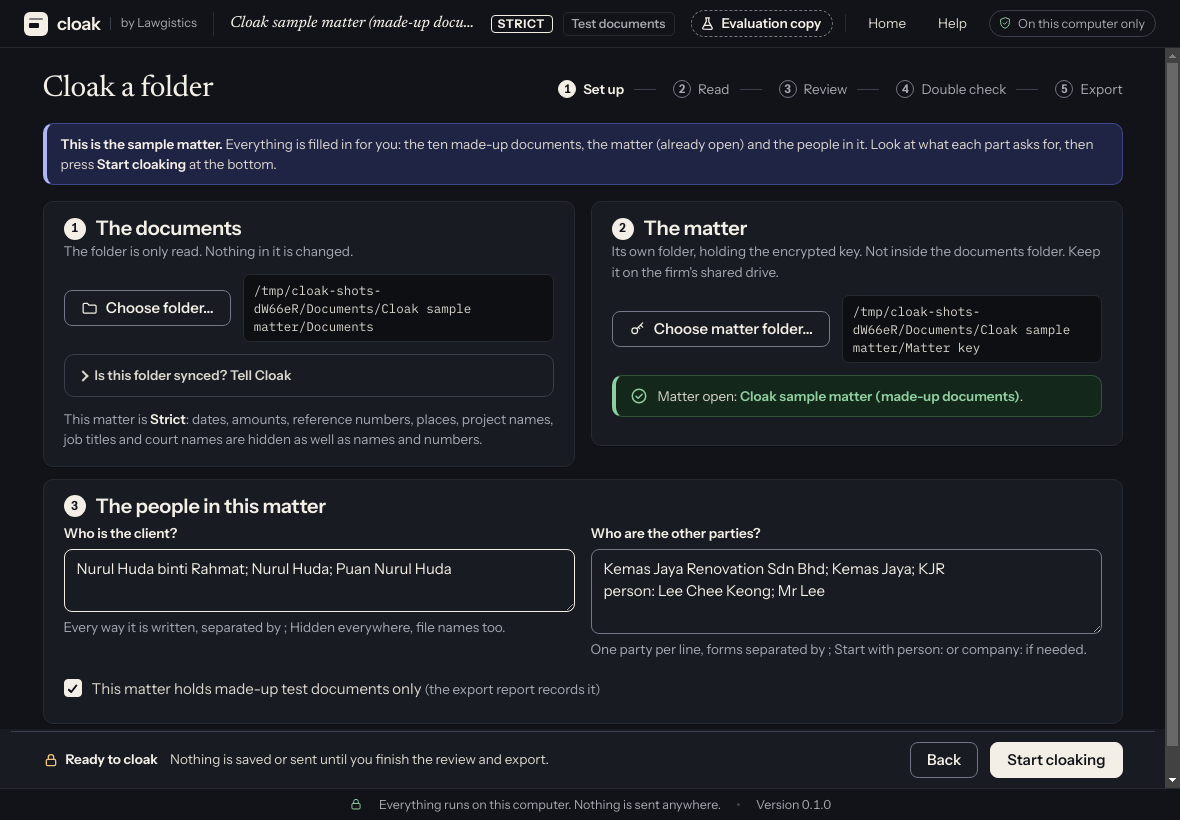 cloak
by Lawgistics
Cloak sample matter (made-up docu...
STRICT
Test documents
Evaluation copy
Home
Help
On this computer only
Cloak a folder
1 Set up
2 Read
3 Review
4 Double check
5 Export
This is the sample matter. Everything is filled in for you: the ten made-up documents, the matter (already open) and the people in it. Look at what each part asks for, then
press Start cloaking at the bottom.
1 The documents
The folder is only read. Nothing in it is changed.
Choose folder...
/tmp/cloak-shots-
dW66eR/Documents/Cloak sample
matter/Documents
Is this folder synced? Tell Cloak
This matter is Strict: dates, amounts, reference numbers, places, project names,
job titles and court names are hidden as well as names and numbers.
2 The matter
Its own folder, holding the encrypted key. Not inside the documents folder. Keep
it on the firm's shared drive.
Choose matter folder...
/tmp/cloak-shots-
dW66eR/Documents/Cloak sample
matter/Matter key
Matter open: Cloak sample matter (made-up documents).
3 The people in this matter
Who is the client?
Nurul Huda binti Rahmat; Nurul Huda; Puan Nurul Huda
Every way it is written, separated by ; Hidden everywhere, file names too.
Who are the other parties?
Kemas Jaya Renovation Sdn Bhd; Kemas Jaya; KJR
person: Lee Chee Keong; Mr Lee
One party per line, forms separated by ; Start with person: or company: if needed.
This matter holds made-up test documents only (the export report records it)
Ready to cloak
Nothing is saved or sent until you finish the review and export.
Back
Start cloaking
Everything runs on this computer. Nothing is sent anywhere. · Version 0.1.0